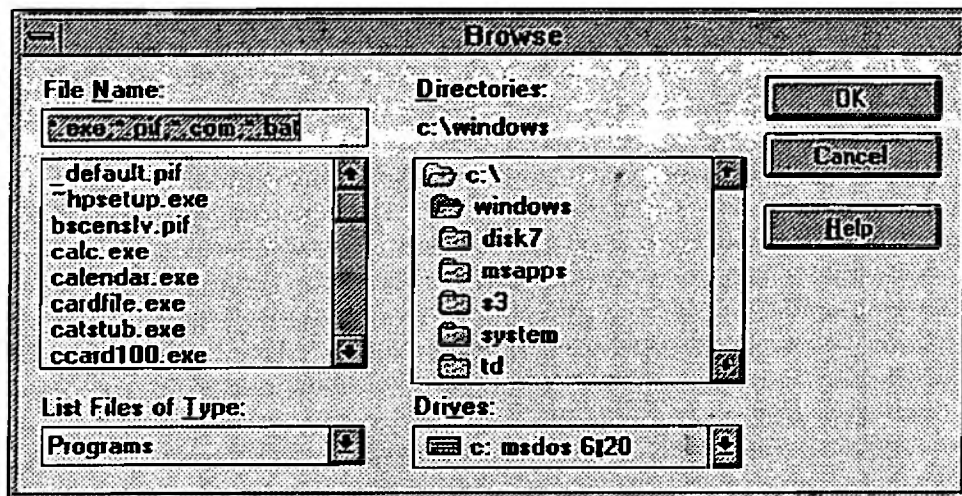 Browse
File Name:
*.exe;*.pif;*.com;*.bat
_default.pif
~hpsetup.exe
bscenslv.pif
calc.exe
calendar.exe
cardfile.exe
catstub.exe
ccard100.exe
List Files of Type:
Programs
Directories:
c:\windows
c:\
windows
disk7
msapps
s3
system
td
Drives:
c: msdos 6_20
OK
Cancel
Help